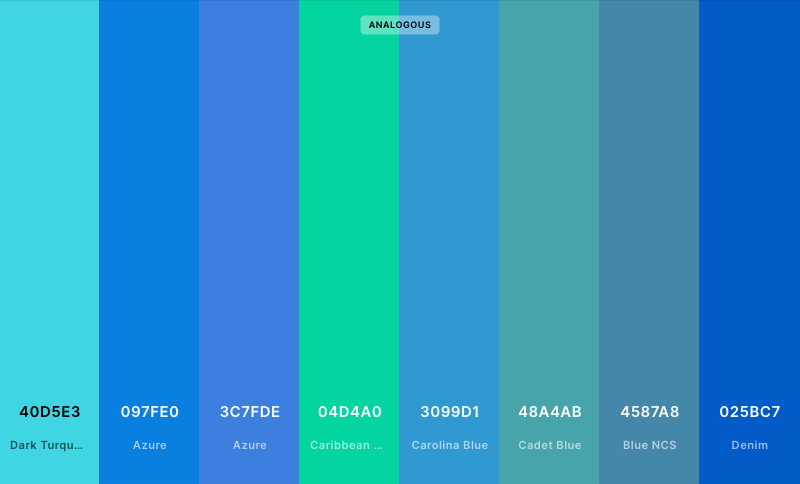 ANALOGOUS
40D5E3 097FE0 3C7FDE 04D4A0 3099D1 48A4AB 4587A8 025BC7
Dark Turqu... Azure Azure Caribbean ... Carolina Blue Cadet Blue Blue NCS Denim